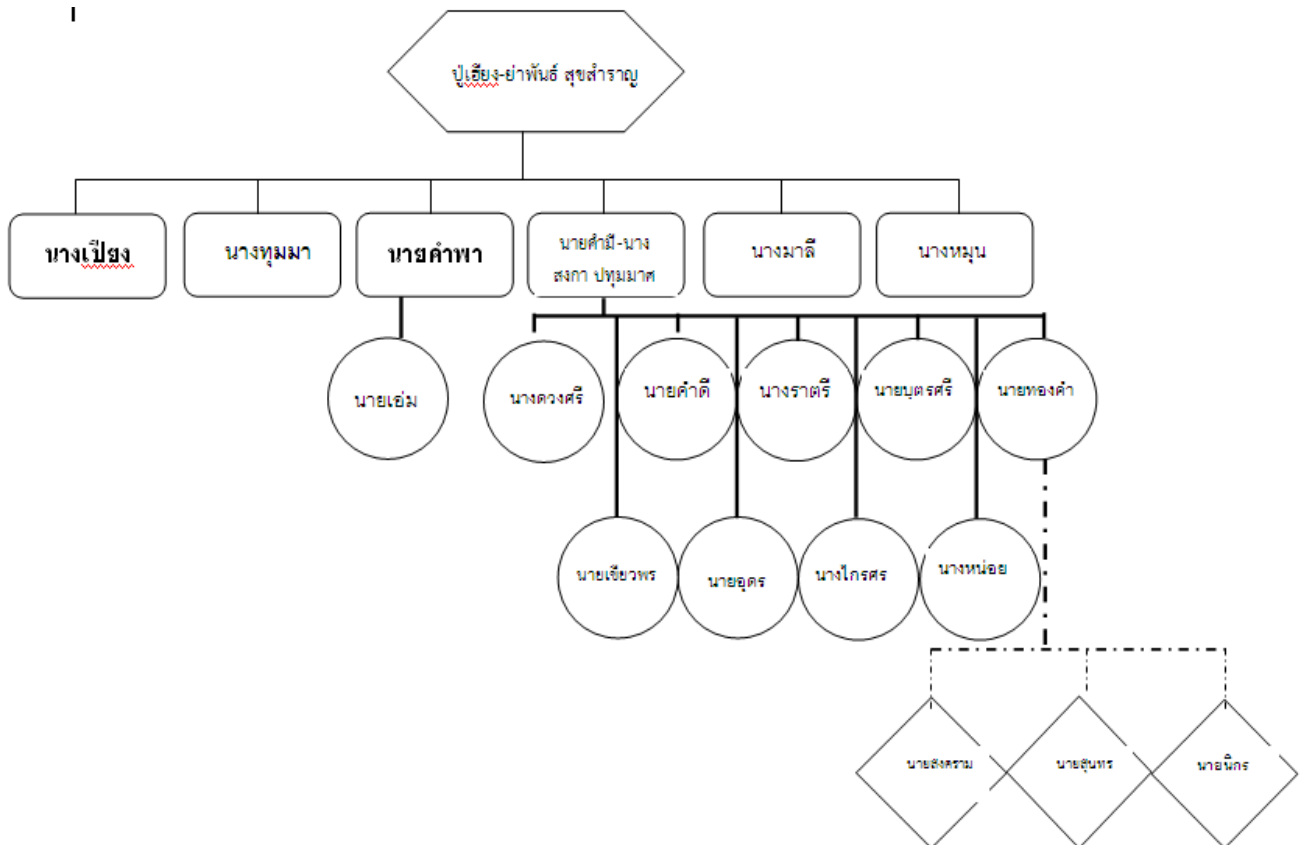 ปู่เฮียง-ย่าพันธ์ สุขสำราญ
นางเปียง
นางทุมมา
นายคำพา
นายคำมี-นาง
สงกา ปทุมมาศ
นางมาลี
นางหมุน
นายเอ่ม
นางดวงศรี
นายคำดี
นางราตรี
นายบุตรศรี
นายทองคำ
นายเขียวพร
นายอุดร
นางไกรศร
นางหน่อย
นายสงคราม
นายสุนทร
นายนิกร